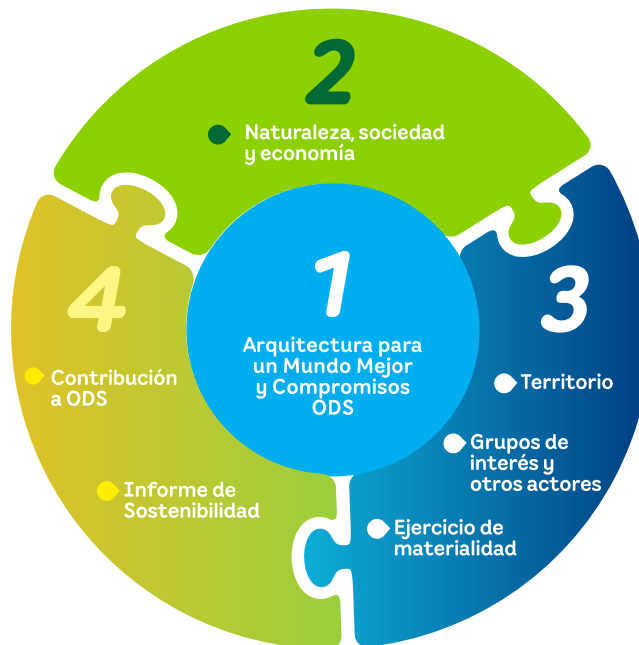 2
Naturaleza, sociedad
y economía
1
Arquitectura para
un Mundo Mejor
y Compromisos
ODS
3
Territorio
Grupos de
interés y
otros actores
Ejercicio de
materialidad
4
Contribución
a ODS
Informe de
Sostenibilidad